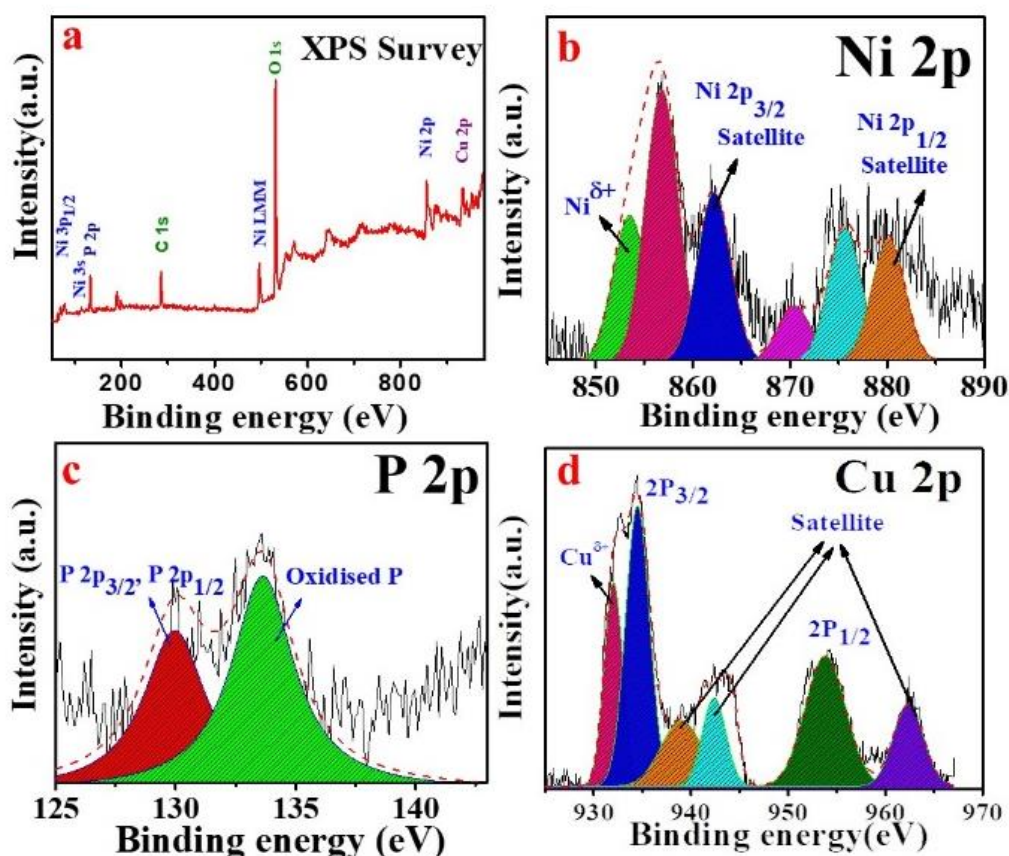 a
XPS Survey
O 1s
Ni 3p1/2
Ni 3s
P 2p
C 1s
Ni LMM
Ni 2p
Cu 2p
Intensity(a.u.)
200 400 600 800
Binding energy (eV)
b
Ni 2p
Ni 2p3/2
Satellite
Ni 2p1/2
Satellite
Niδ+
Intensity (a.u.)
850 860 870 880 890
Binding energy (eV)
c
P 2p
P 2p3/2, P 2p1/2
Oxidised P
Intensity (a.u.)
125 130 135 140
Binding energy (eV)
d
Cu 2p
2P3/2
Satellite
Cuδ+
2P1/2
Intensity(a.u.)
930 940 950 960 970
Binding energy(eV)